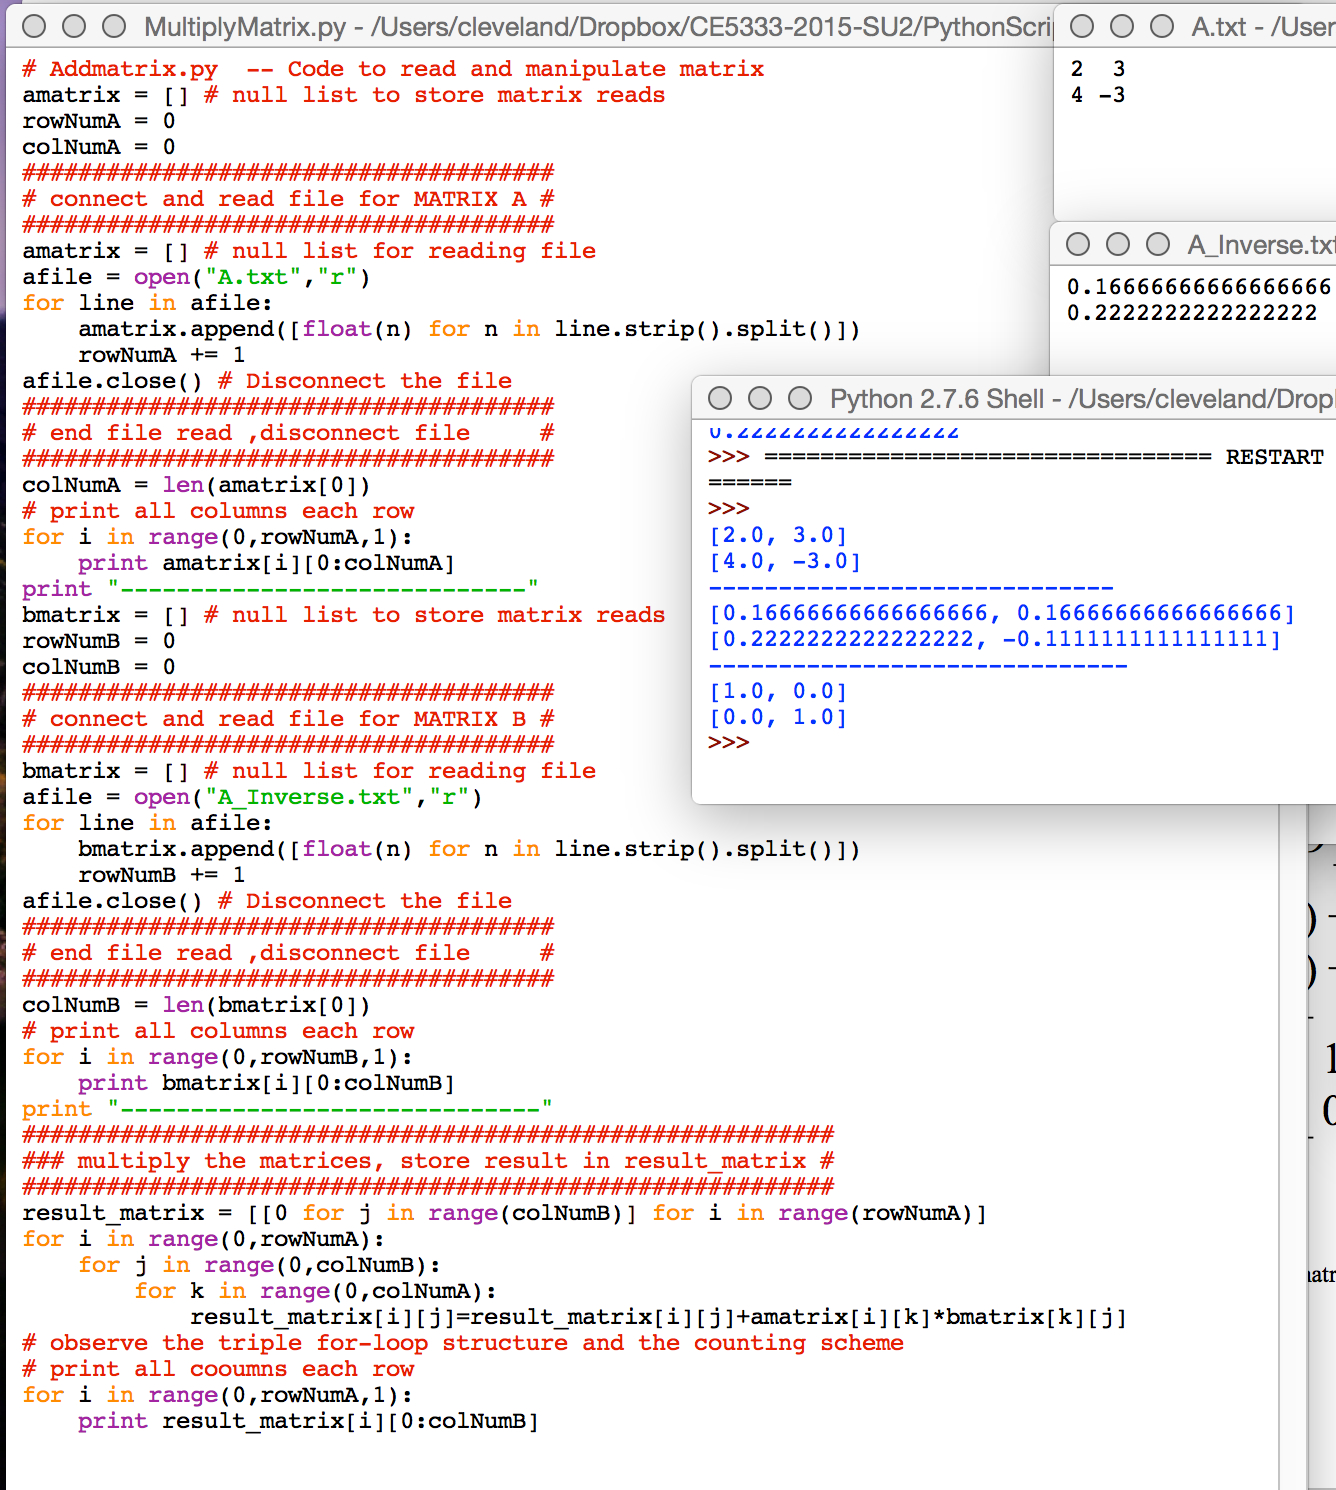 MultiplyMatrix.py - /Users/cleveland/Dropbox/CE5333-2015-SU2/PythonScri
# Addmatrix.py  -- Code to read and manipulate matrix
amatrix = [] # null list to store matrix reads
rowNumA = 0
colNumA = 0
######################################
# connect and read file for MATRIX A #
######################################
amatrix = [] # null list for reading file
afile = open("A.txt","r")
for line in afile:
    amatrix.append([float(n) for n in line.strip().split()])
    rowNumA += 1
afile.close() # Disconnect the file
######################################
# end file read ,disconnect file     #
######################################
colNumA = len(amatrix[0])
# print all columns each row
for i in range(0,rowNumA,1):
    print amatrix[i][0:colNumA]
print "-----------------------------"
bmatrix = [] # null list to store matrix reads
rowNumB = 0
colNumB = 0
######################################
# connect and read file for MATRIX B #
######################################
bmatrix = [] # null list for reading file
afile = open("A_Inverse.txt","r")
for line in afile:
    bmatrix.append([float(n) for n in line.strip().split()])
    rowNumB += 1
afile.close() # Disconnect the file
######################################
# end file read ,disconnect file     #
######################################
colNumB = len(bmatrix[0])
# print all columns each row
for i in range(0,rowNumB,1):
    print bmatrix[i][0:colNumB]
print "------------------------------"
##########################################################
### multiply the matrices, store result in result_matrix #
##########################################################
result_matrix = [[0 for j in range(colNumB)] for i in range(rowNumA)]
for i in range(0,rowNumA):
    for j in range(0,colNumB):
        for k in range(0,colNumA):
            result_matrix[i][j]=result_matrix[i][j]+amatrix[i][k]*bmatrix[k][j]
# observe the triple for-loop structure and the counting scheme
# print all cooumns each row
for i in range(0,rowNumA,1):
    print result_matrix[i][0:colNumB]
A.txt - /User
2  3
4 -3
A_Inverse.txt
0.16666666666666666
0.2222222222222222
Python 2.7.6 Shell - /Users/cleveland/Drop
0.2222222222222222
>>> ================================ RESTART
======
>>>
[2.0, 3.0]
[4.0, -3.0]
-----------------------------
[0.16666666666666666, 0.16666666666666666]
[0.2222222222222222, -0.1111111111111111]
------------------------------
[1.0, 0.0]
[0.0, 1.0]
>>>